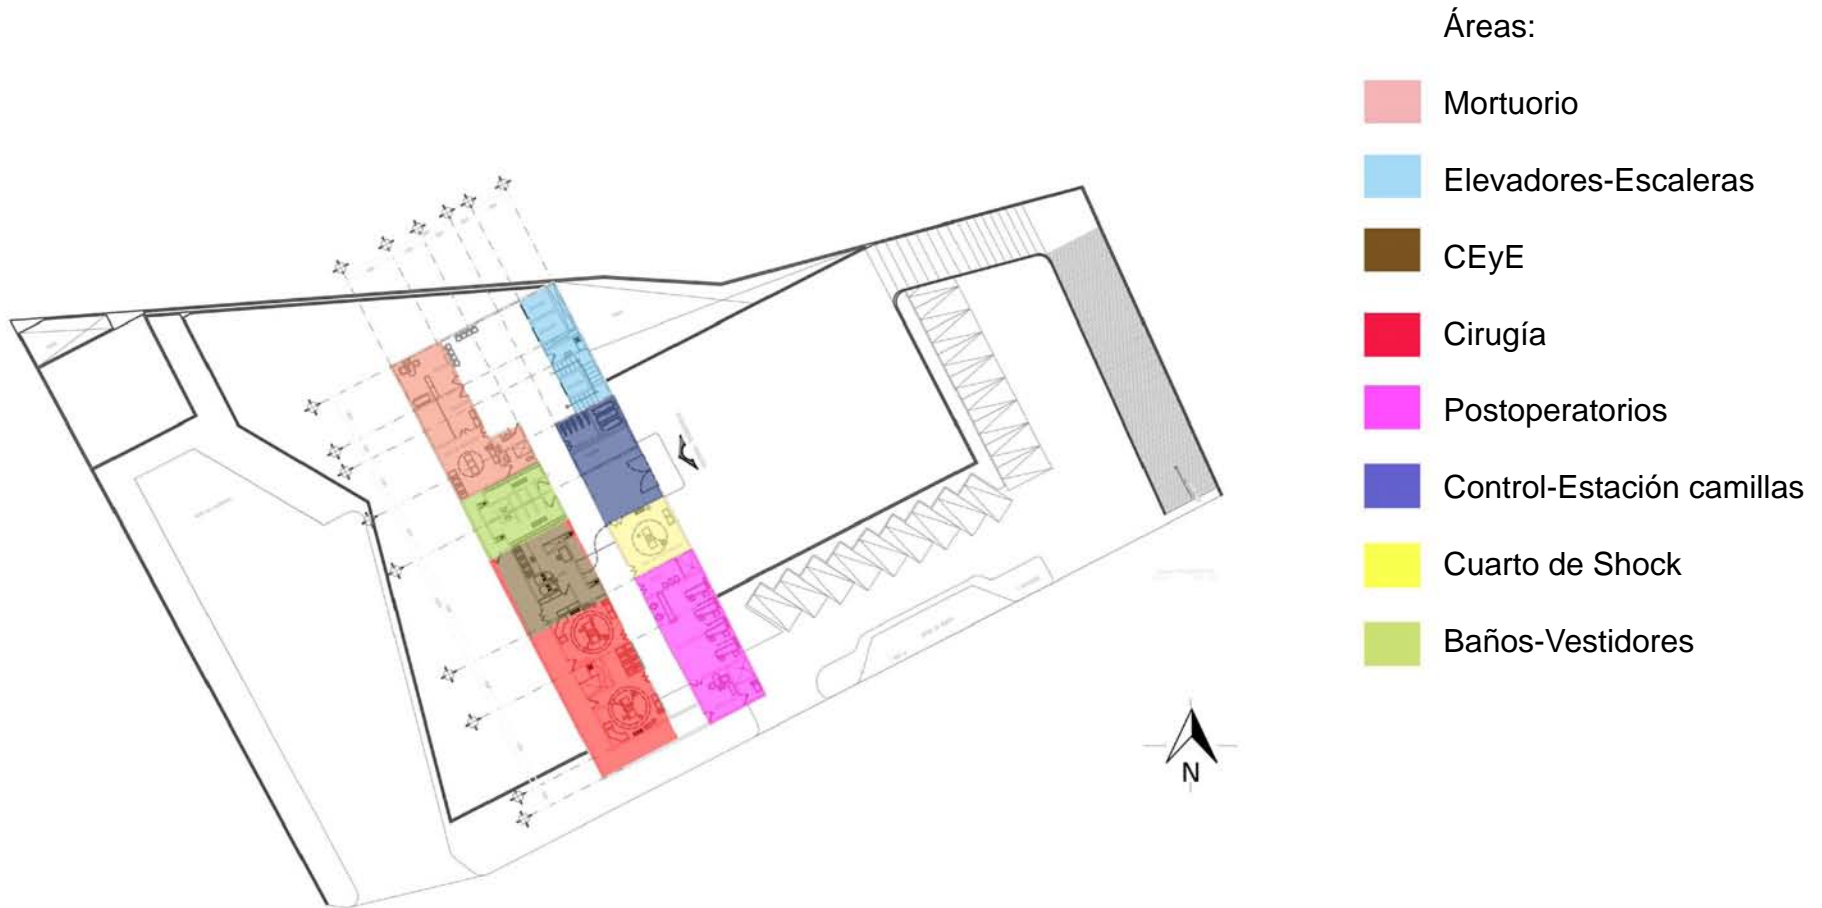 Áreas:
Mortuorio
Elevadores-Escaleras
CEyE
Cirugía
Postoperatorios
Control-Estación camillas
Cuarto de Shock
Baños-Vestidores
N